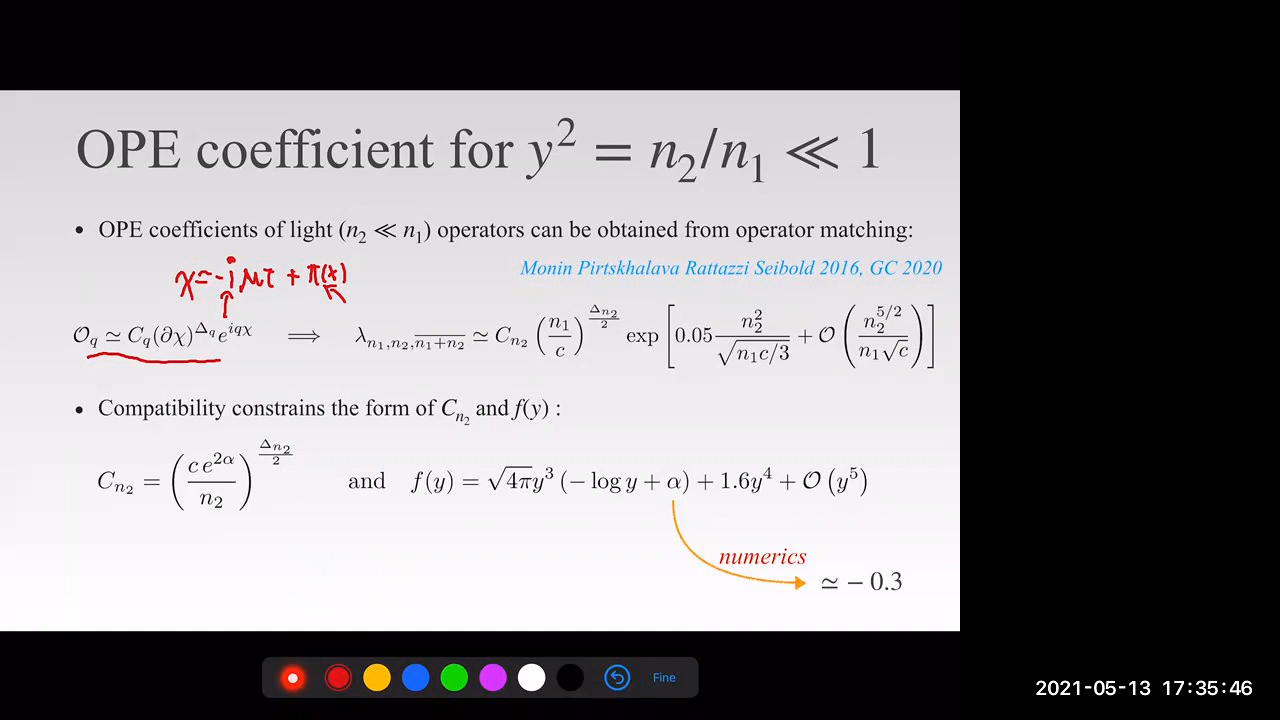 OPE coefficient for y² = n₂/n₁ ≪ 1
• OPE coefficients of light (n₂ ≪ n₁) operators can be obtained from operator matching:
χ = -iμτ + π(x)
Monin Pirtskhalava Rattazzi Seibold 2016, GC 2020
𝒪_q ≃ C_q(∂χ)^{Δ_q} e^{iqχ} ⟹ λ_{n₁,n₂,\overline{n₁+n₂}} ≃ C_{n₂} (n₁/c)^{Δ_{n₂}/2} exp[0.05 n₂²/√(n₁c/3) + 𝒪(n₂^{5/2}/(n₁√c))]
• Compatibility constrains the form of C_{n₂} and f(y) :
C_{n₂} = (c e^{2α}/n₂)^{Δ_{n₂}/2} and f(y) = √(4π)y³ (− log y + α) + 1.6y⁴ + 𝒪(y⁵)
numerics
≃ − 0.3
Fine
2021-05-13 17:35:46